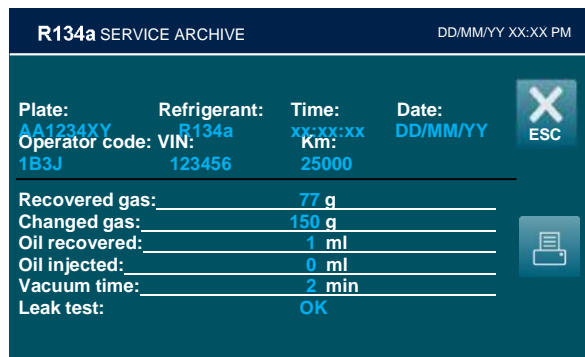 R134a SERVICE ARCHIVE DD/MM/YY XX:XX PM
Plate: Refrigerant: Time: Date:
AA1234XY R134a xx:xx:xx DD/MM/YY
ESC
Operator code: VIN: Km:
1B3J 123456 25000
Recovered gas: 77 g
Changed gas: 150 g
Oil recovered: 1 ml
Oil injected: 0 ml
Vacuum time: 2 min
Leak test: OK